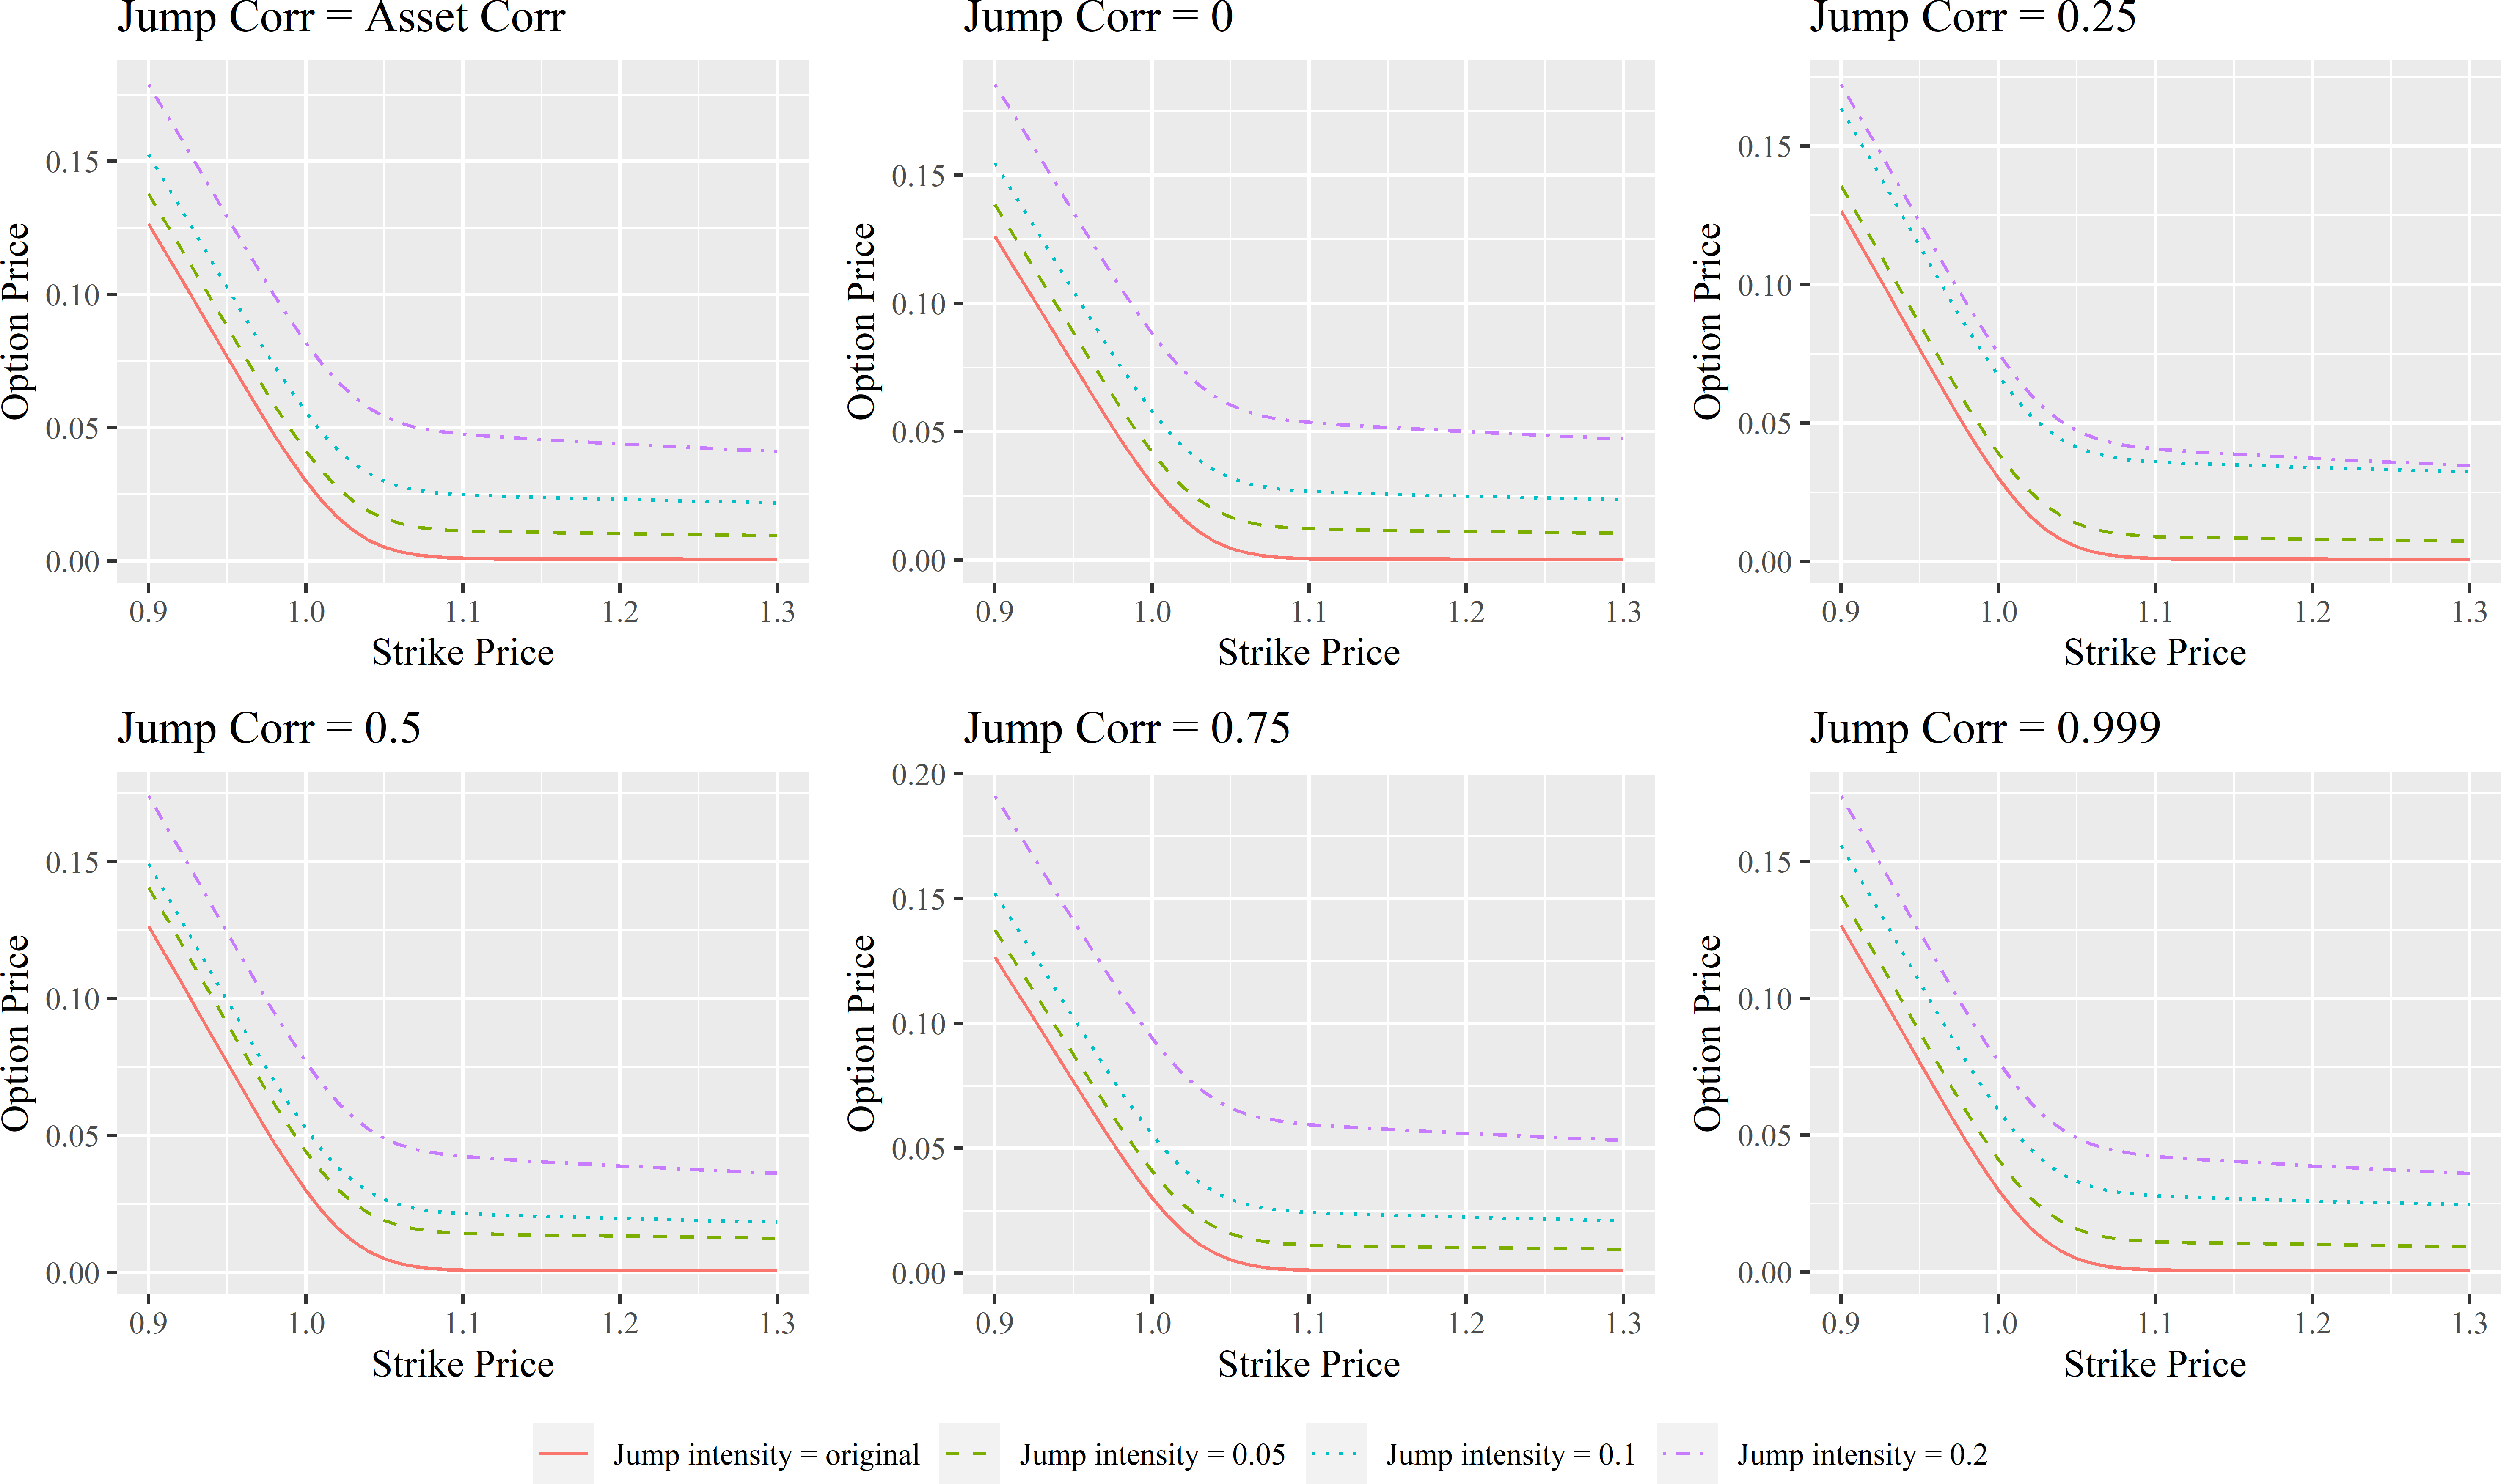 Jump Corr = Asset Corr
Option Price
0.15
0.10
0.05
0.00
0.9 1.0 1.1 1.2 1.3
Strike Price
Jump Corr = 0
Option Price
0.15
0.10
0.05
0.00
0.9 1.0 1.1 1.2 1.3
Strike Price
Jump Corr = 0.25
Option Price
0.15
0.10
0.05
0.00
0.9 1.0 1.1 1.2 1.3
Strike Price
Jump Corr = 0.5
Option Price
0.15
0.10
0.05
0.00
0.9 1.0 1.1 1.2 1.3
Strike Price
Jump Corr = 0.75
Option Price
0.20
0.15
0.10
0.05
0.00
0.9 1.0 1.1 1.2 1.3
Strike Price
Jump Corr = 0.999
Option Price
0.15
0.10
0.05
0.00
0.9 1.0 1.1 1.2 1.3
Strike Price
Jump intensity = original Jump intensity = 0.05 Jump intensity = 0.1 Jump intensity = 0.2